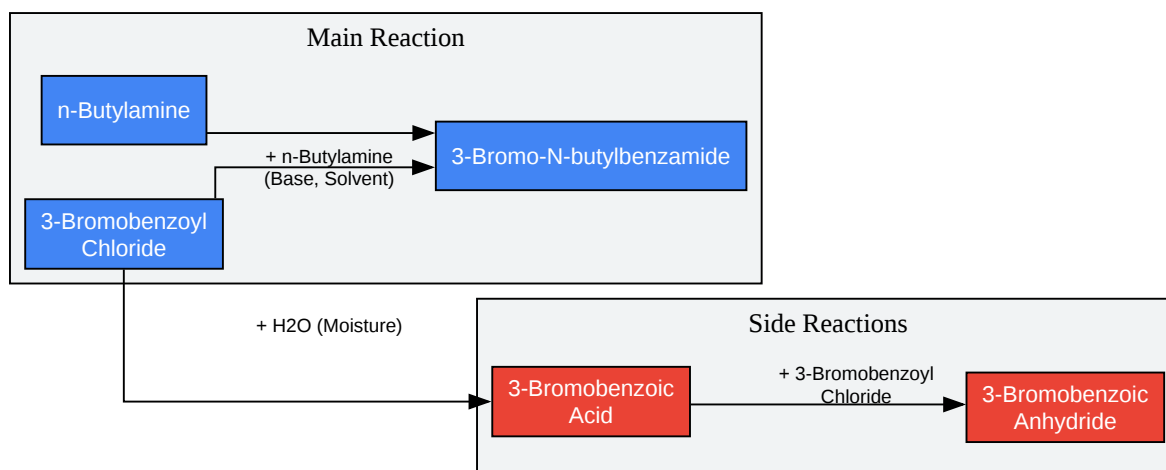 Main Reaction
n-Butylamine
+ n-Butylamine
(Base, Solvent)
3-Bromo-N-butylbenzamide
3-Bromobenzoyl
Chloride
+ H2O (Moisture)
Side Reactions
3-Bromobenzoic
Acid
+ 3-Bromobenzoyl
Chloride
3-Bromobenzoic
Anhydride